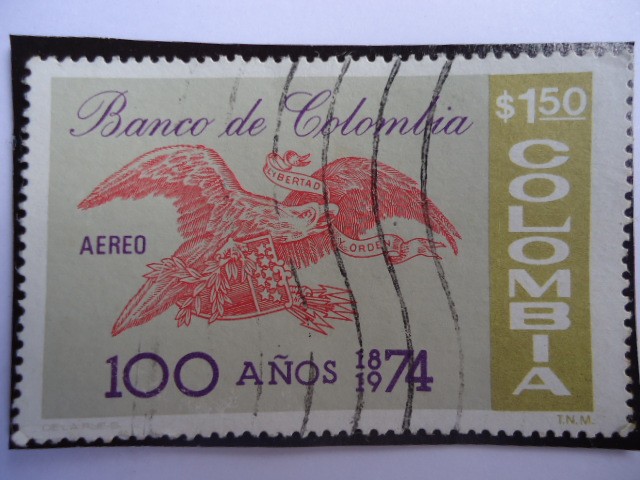 Banco de Colombia
$1.50
COLOMBIA
LIBERTAD
Y ORDEN
AEREO
100 AÑOS 1874
1974
T.N.M.